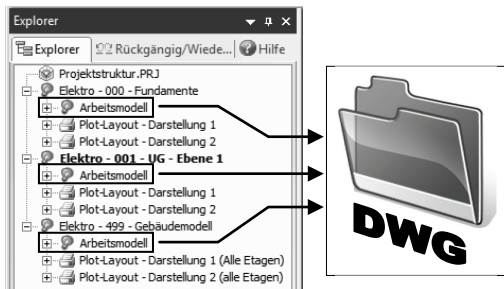 Explorer
Explorer Rückgängig/Wiede... Hilfe
Projektstruktur.PRJ
Elektro - 000 - Fundamente
Arbeitsmodell
Plot-Layout - Darstellung 1
Plot-Layout - Darstellung 2
Elektro - 001 - UG - Ebene 1
Arbeitsmodell
Plot-Layout - Darstellung 1
Plot-Layout - Darstellung 2
Elektro - 499 - Gebäudemodell
Arbeitsmodell
Plot-Layout - Darstellung 1 (Alle Etagen)
Plot-Layout - Darstellung 2 (alle Etagen)
DWG